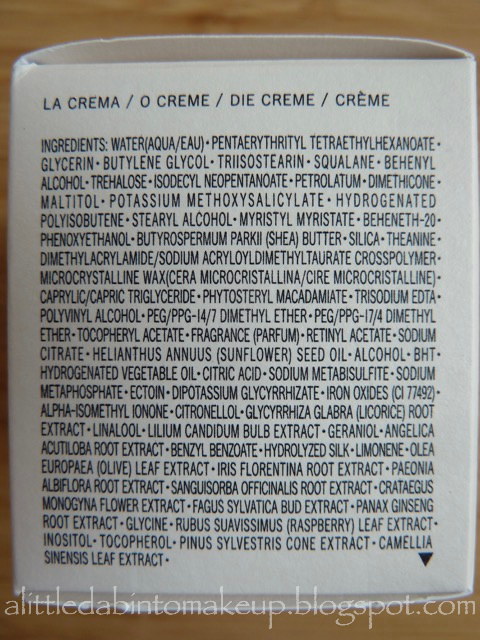 LA CREMA / O CREME / DIE CREME / CRÈME
INGREDIENTS: WATER(AQUA/EAU)•PENTAERYTHRITYL TETRAETHYLHEXANOATE•
GLYCERIN•BUTYLENE GLYCOL•TRIISOSTEARIN•SQUALANE•BEHENYL
ALCOHOL•TREHALOSE•ISODECYL NEOPENTANOATE•PETROLATUM•DIMETHICONE•
MALTITOL•POTASSIUM METHOXYSALICYLATE•HYDROGENATED
POLYISOBUTENE•STEARYL ALCOHOL•MYRISTYL MYRISTATE•BEHENETH-20•
PHENOXYETHANOL•BUTYROSPERMUM PARKII (SHEA) BUTTER•SILICA•THEANINE•
DIMETHYLACRYLAMIDE/SODIUM ACRYLOYLDIMETHYLTAURATE CROSSPOLYMER•
MICROCRYSTALLINE WAX(CERA MICROCRISTALLINA/CIRE MICROCRISTALLINE)•
CAPRYLIC/CAPRIC TRIGLYCERIDE•PHYTOSTERYL MACADAMIATE•TRISODIUM EDTA•
POLYVINYL ALCOHOL•PEG/PPG-14/7 DIMETHYL ETHER•PEG/PPG-17/4 DIMETHYL
ETHER•TOCOPHERYL ACETATE•FRAGRANCE (PARFUM)•RETINYL ACETATE•SODIUM
CITRATE•HELIANTHUS ANNUUS (SUNFLOWER) SEED OIL•ALCOHOL•BHT•
HYDROGENATED VEGETABLE OIL•CITRIC ACID•SODIUM METABISULFITE•SODIUM
METAPHOSPHATE•ECTOIN•DIPOTASSIUM GLYCYRRHIZATE•IRON OXIDES (CI 77492)•
ALPHA-ISOMETHYL IONONE•CITRONELLOL•GLYCYRRHIZA GLABRA (LICORICE) ROOT
EXTRACT•LINALOOL•LILIUM CANDIDUM BULB EXTRACT•GERANIOL•ANGELICA
ACUTILOBA ROOT EXTRACT•BENZYL BENZOATE•HYDROLYZED SILK•LIMONENE•OLEA
EUROPAEA (OLIVE) LEAF EXTRACT•IRIS FLORENTINA ROOT EXTRACT•PAEONIA
ALBIFLORA ROOT EXTRACT•SANGUISORBA OFFICINALIS ROOT EXTRACT•CRATAEGUS
MONOGYNA FLOWER EXTRACT•FAGUS SYLVATICA BUD EXTRACT•PANAX GINSENG
ROOT EXTRACT•GLYCINE•RUBUS SUAVISSIMUS (RASPBERRY) LEAF EXTRACT•
INOSITOL•TOCOPHEROL•PINUS SYLVESTRIS CONE EXTRACT•CAMELLIA
SINENSIS LEAF EXTRACT•
alittledabintomakeup.blogspot.com